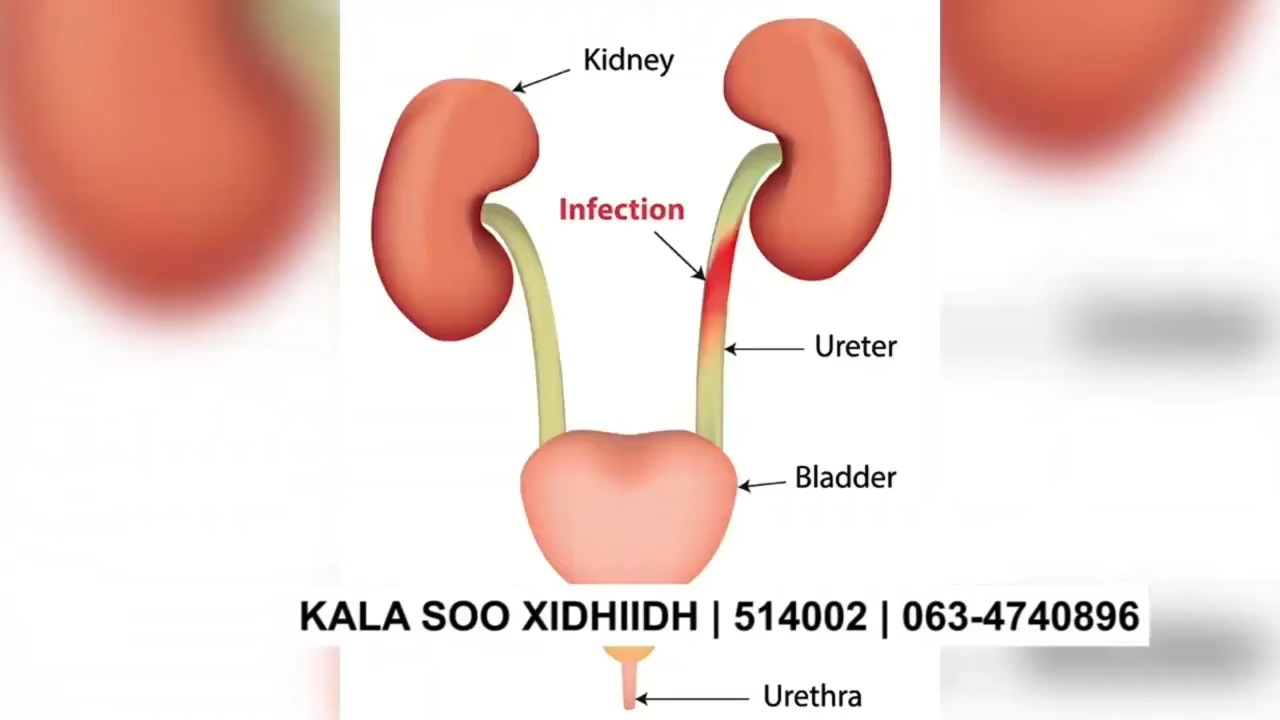 Kidney
Infection
Ureter
Bladder
KALA SOO XIDHIIDH | 514002 | 063-4740896
Urethra